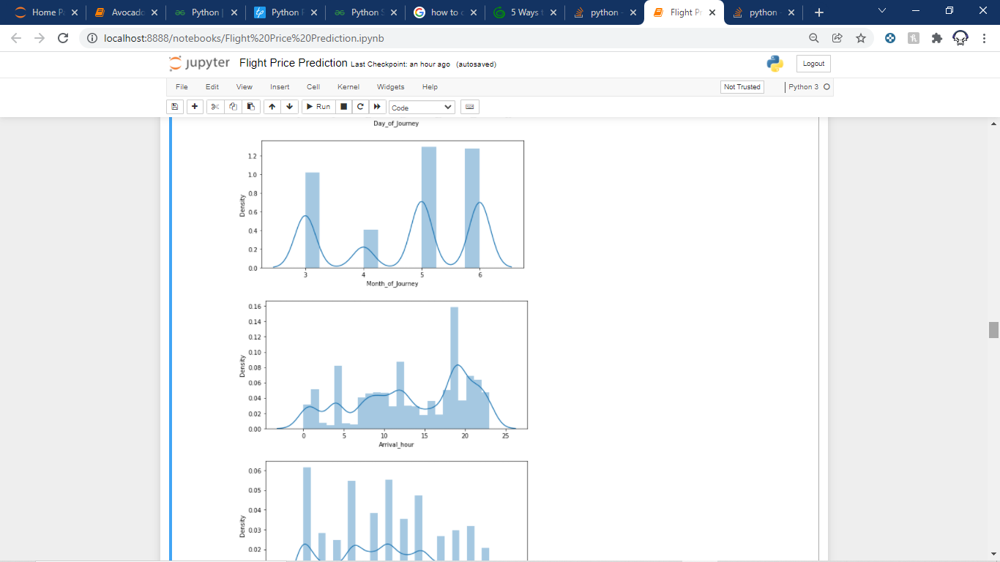 Home Pa
Avocado
Python |
Python F
Python S
how to c
5 Ways t
python -
Flight Pr
python -
localhost:8888/notebooks/Flight%20Price%20Prediction.ipynb
jupyter Flight Price Prediction Last Checkpoint: an hour ago (autosaved)
Logout
File Edit View Insert Cell Kernel Widgets Help
Not Trusted
Python 3
Run
Code
Day_of_Journey
1.2
1.0
0.8
0.6
0.4
0.2
0.0
Density
3 4 5 6
Month_of_Journey
0.16
0.14
0.12
0.10
0.08
0.06
0.04
0.02
0.00
Density
0 5 10 15 20 25
Arrival_hour
0.06
0.05
0.04
0.03
0.02
Density